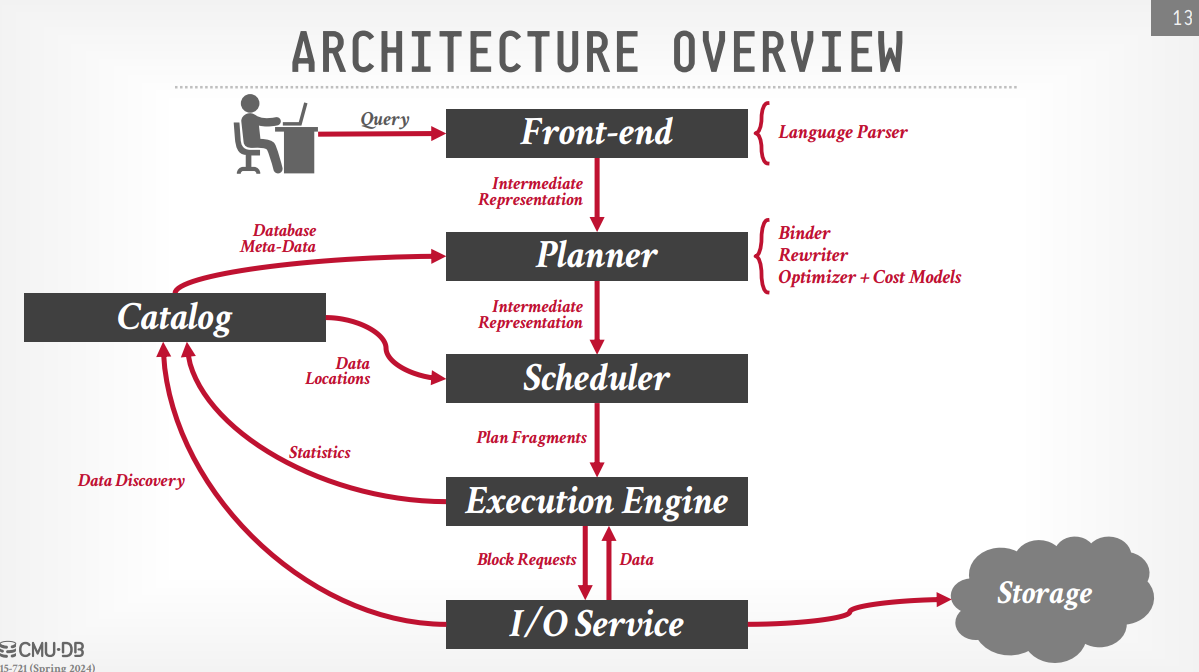 13
ARCHITECTURE OVERVIEW
Query
Front-end
Language Parser
Intermediate
Representation
Database
Meta-Data
Planner
Binder
Rewriter
Optimizer + Cost Models
Catalog
Intermediate
Representation
Data
Locations
Scheduler
Plan Fragments
Statistics
Data Discovery
Execution Engine
Block Requests
Data
Storage
I/O Service
CMU·DB
15-721 (Spring 2024)